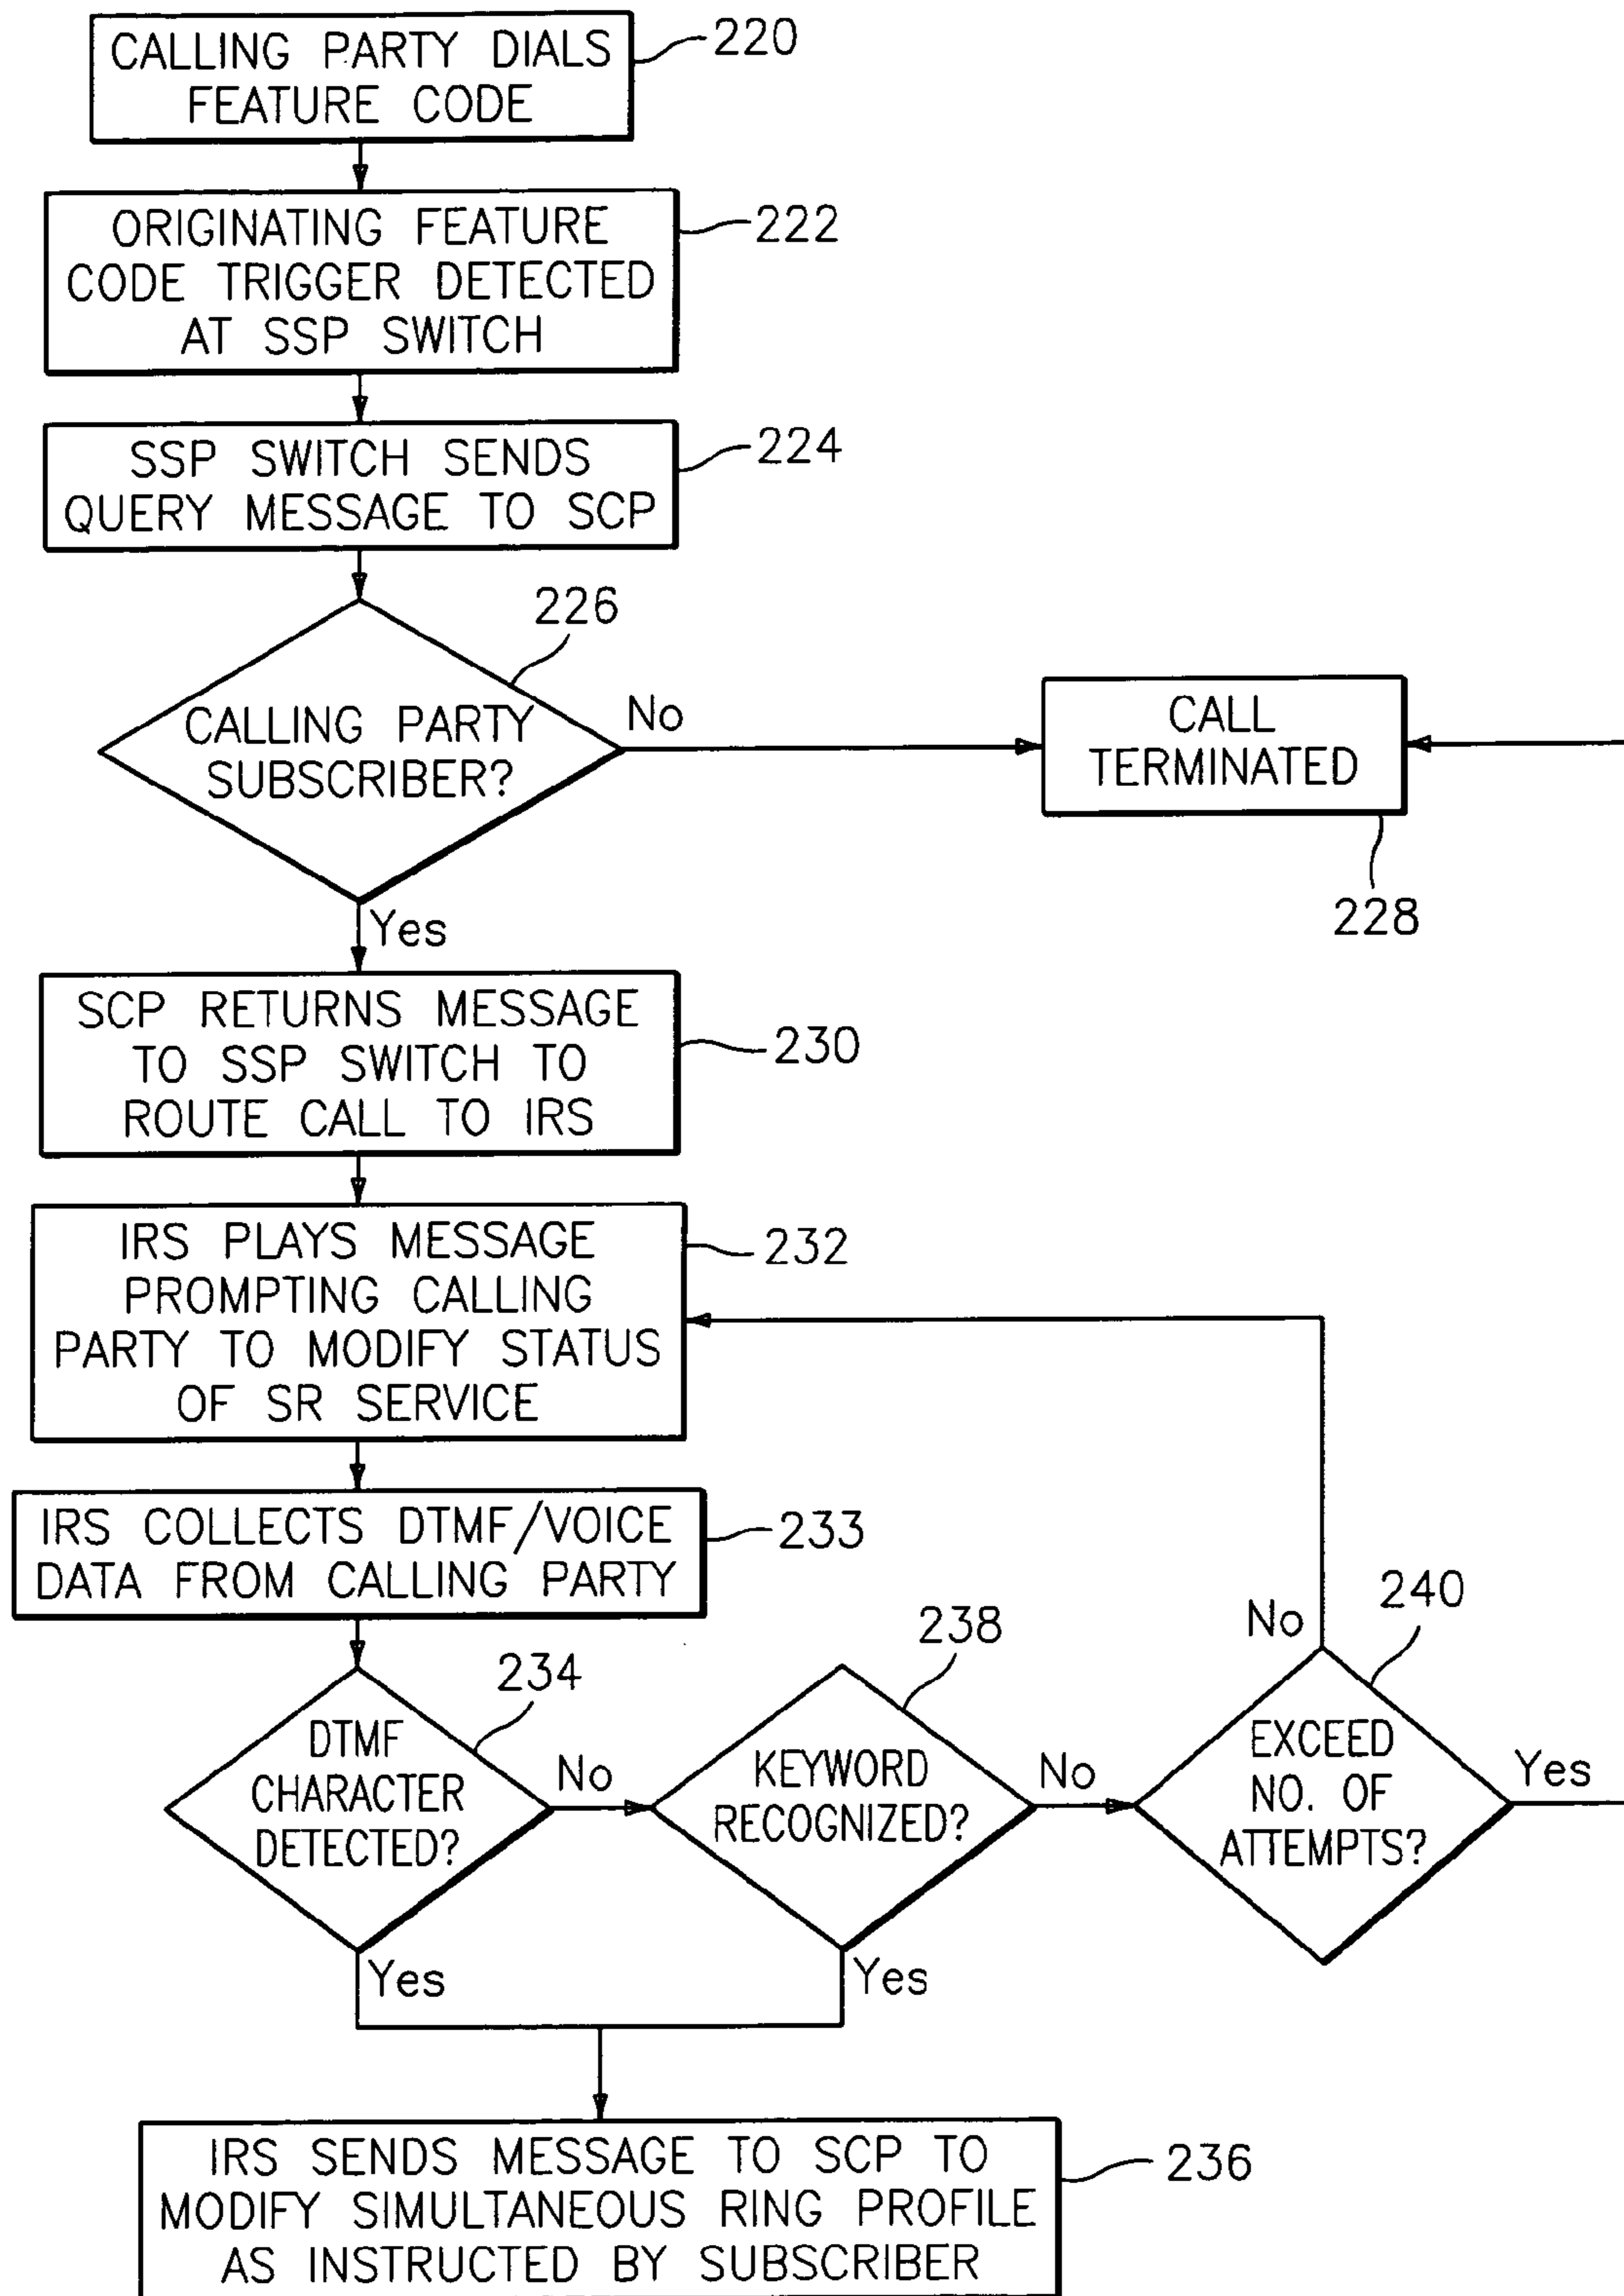 CALLING PARTY DIALS
FEATURE CODE
220
ORIGINATING FEATURE
CODE TRIGGER DETECTED
AT SSP SWITCH
222
SSP SWITCH SENDS
QUERY MESSAGE TO SCP
224
226
CALLING PARTY
SUBSCRIBER?
No
CALL
TERMINATED
228
Yes
SCP RETURNS MESSAGE
TO SSP SWITCH TO
ROUTE CALL TO IRS
230
IRS PLAYS MESSAGE
PROMPTING CALLING
PARTY TO MODIFY STATUS
OF SR SERVICE
232
IRS COLLECTS DTMF/VOICE
DATA FROM CALLING PARTY
233
234
DTMF
CHARACTER
DETECTED?
No
Yes
238
KEYWORD
RECOGNIZED?
No
Yes
240
No
EXCEED
NO. OF
ATTEMPTS?
Yes
IRS SENDS MESSAGE TO SCP TO
MODIFY SIMULTANEOUS RING PROFILE
AS INSTRUCTED BY SUBSCRIBER
236